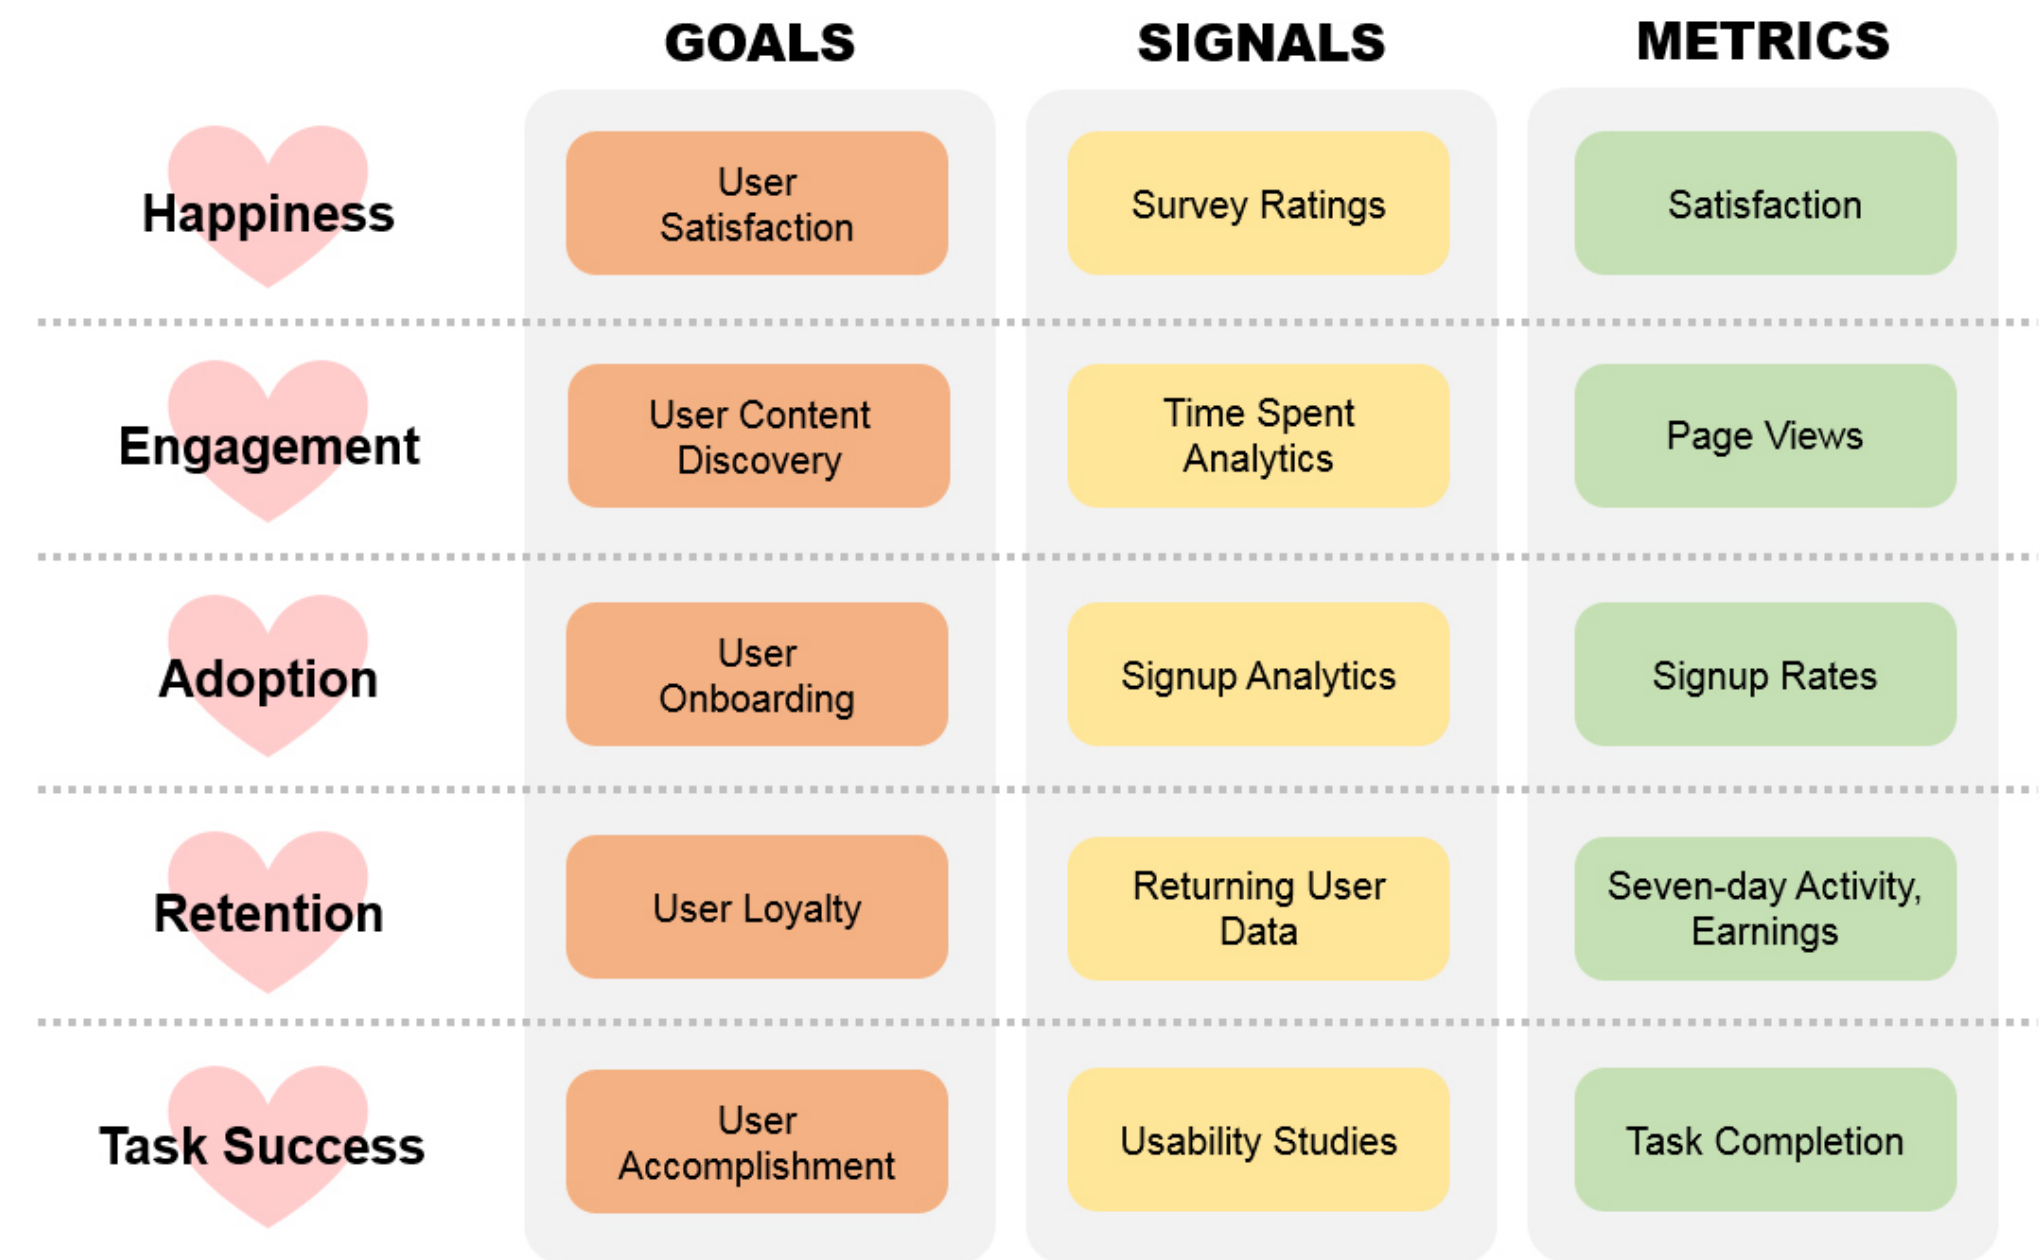 GOALS SIGNALS METRICS
Happiness
User
Satisfaction
Survey Ratings
Satisfaction
Engagement
User Content
Discovery
Time Spent
Analytics
Page Views
Adoption
User
Onboarding
Signup Analytics
Signup Rates
Retention
User Loyalty
Returning User
Data
Seven-day Activity,
Earnings
Task Success
User
Accomplishment
Usability Studies
Task Completion